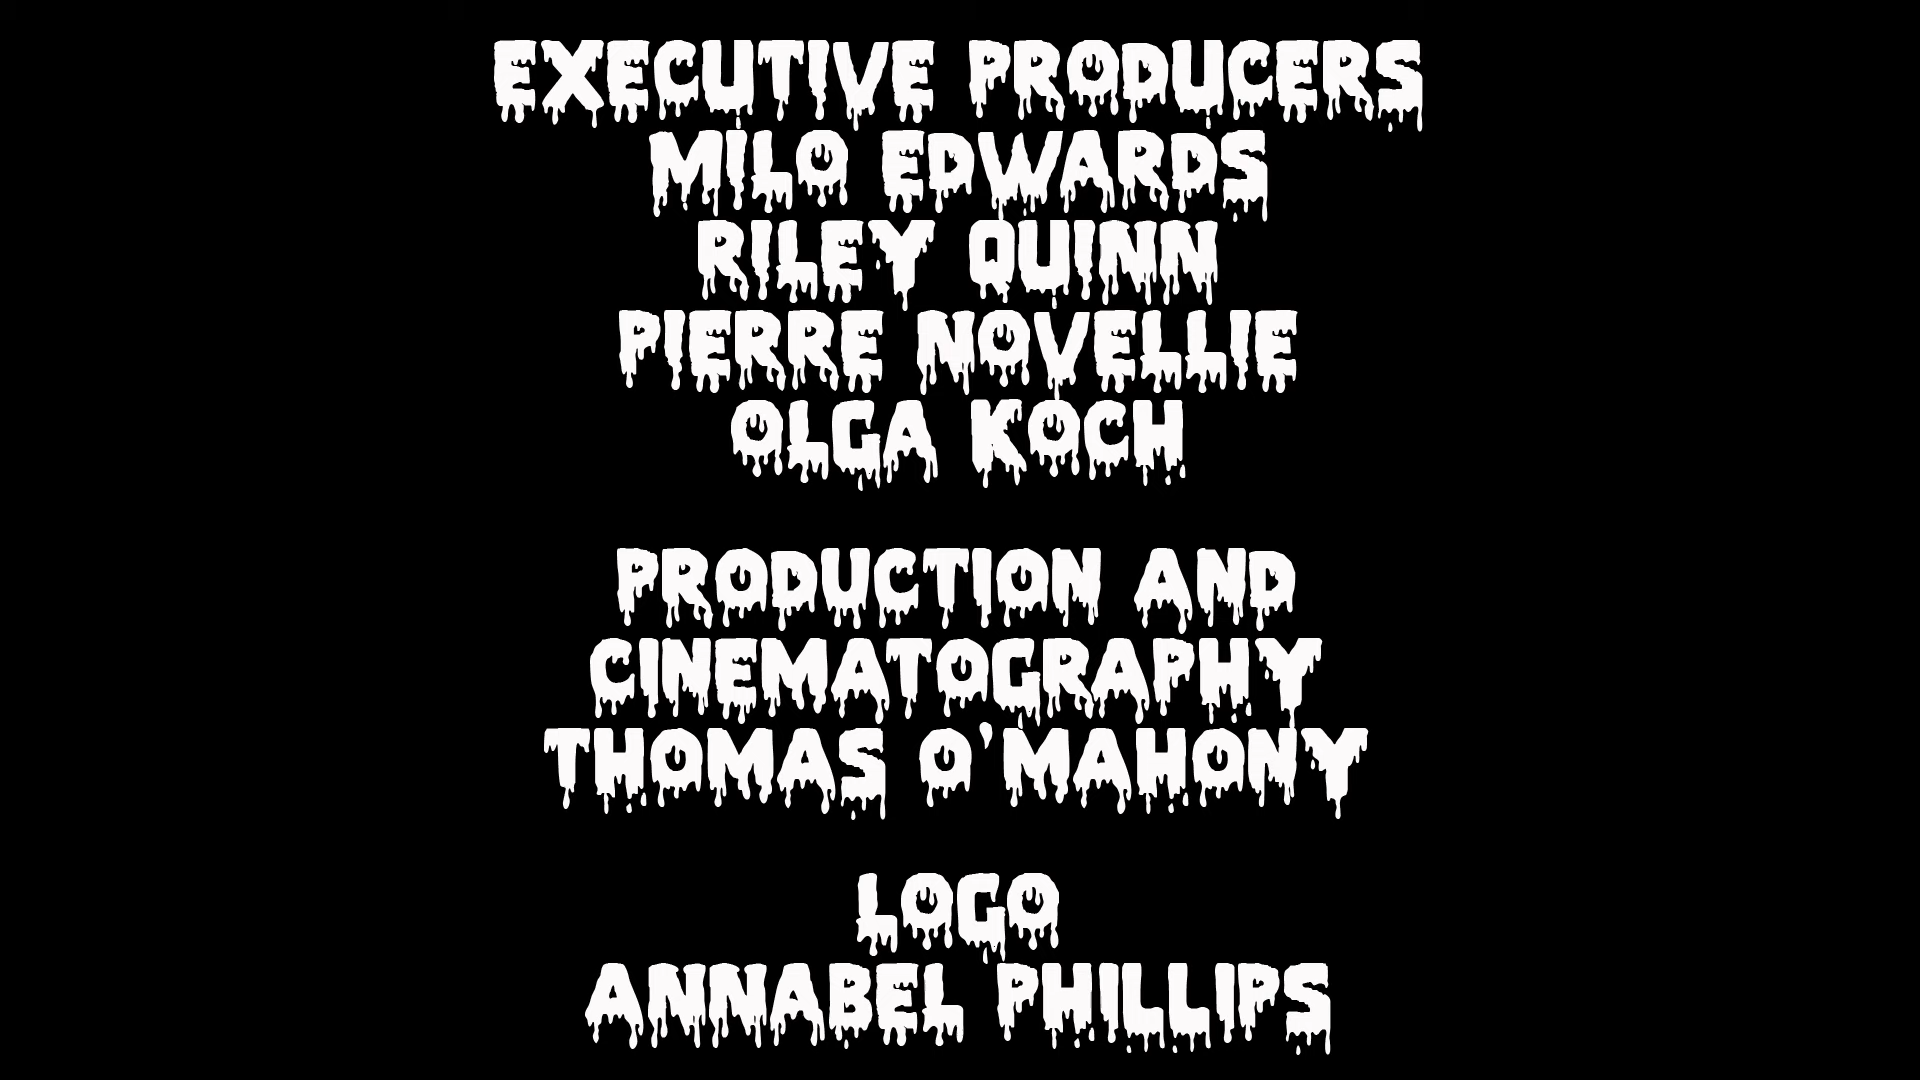 EXECUTIVE PRODUCERS
MILO EDWARDS
RILEY QUINN
PIERRE NOVELLIE
OLGA KOCH
PRODUCTION AND
CINEMATOGRAPHY
THOMAS O'MAHONY
LOGO
ANNABEL PHILLIPS